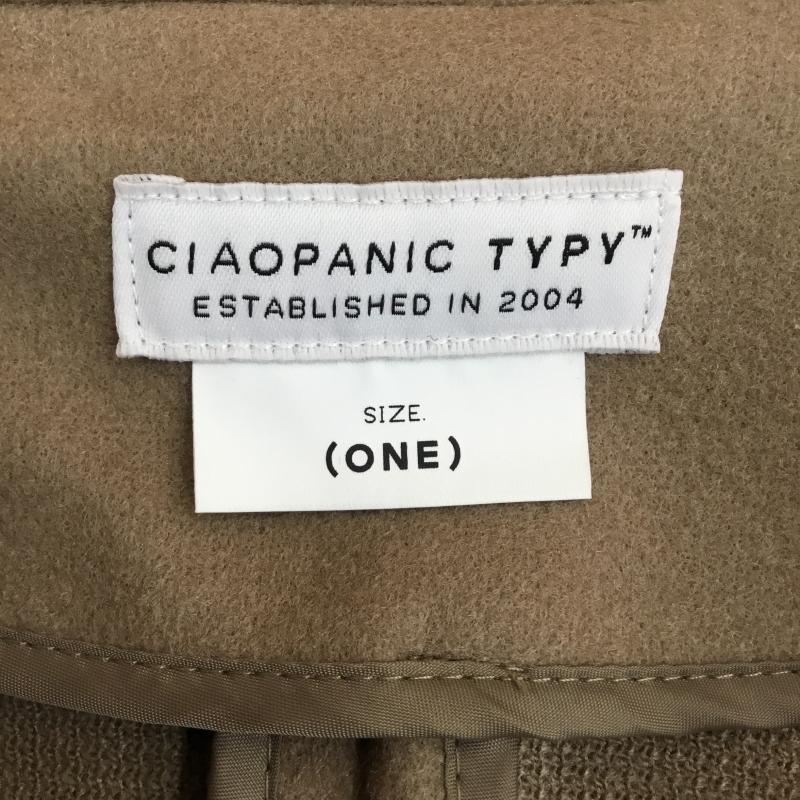 CIAOPANIC TYPY™
ESTABLISHED IN 2004
SIZE.
(ONE)